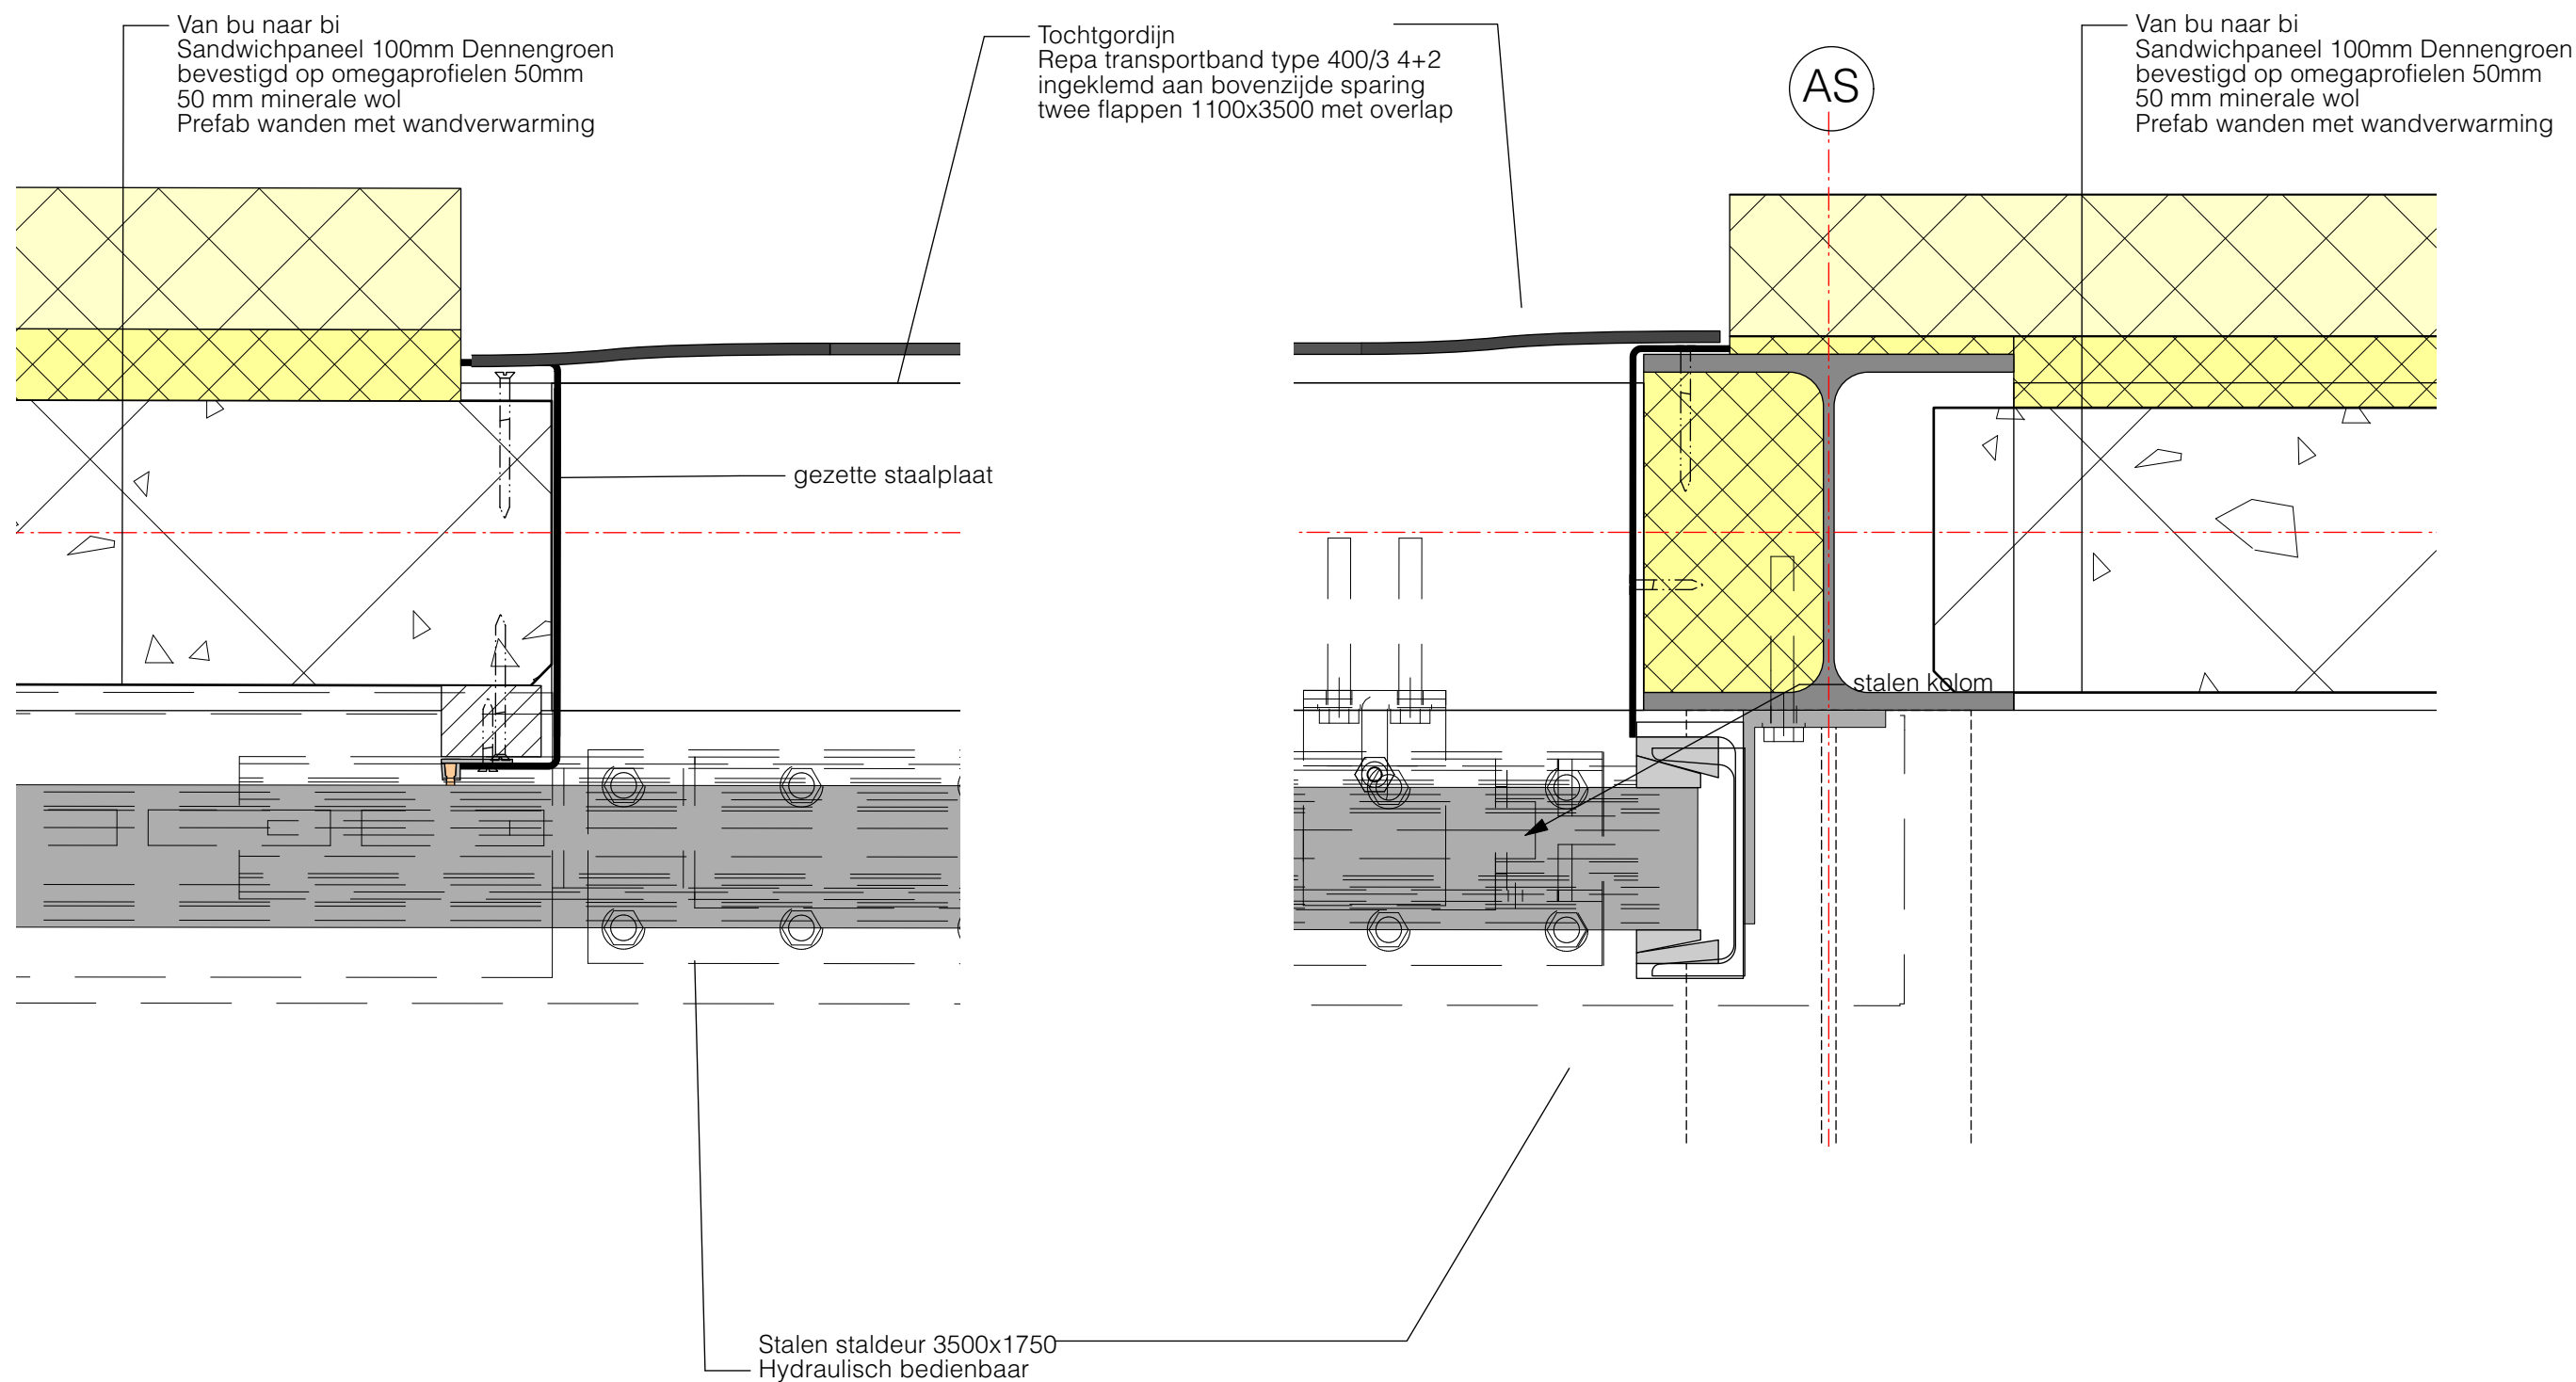 Van bu naar bi
Sandwichpaneel 100mm Dennengroen
bevestigd op omegaprofielen 50mm
50 mm minerale wol
Prefab wanden met wandverwarming
Tochtgordijn
Repa transportband type 400/3 4+2
ingeklemd aan bovenzijde sparing
twee flappen 1100x3500 met overlap
AS
Van bu naar bi
Sandwichpaneel 100mm Dennengroen
bevestigd op omegaprofielen 50mm
50 mm minerale wol
Prefab wanden met wandverwarming
gezette staalplaat
stalen kolom
Stalen staldeur 3500x1750
Hydraulisch bedienbaar